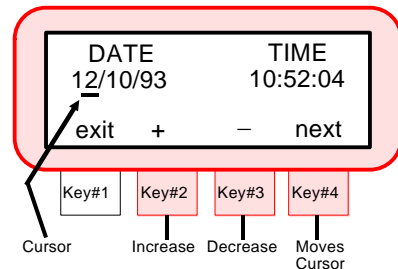 DATE TIME
12/10/93 10:52:04
exit + − next
Key#1 Key#2 Key#3 Key#4
Cursor Increase Decrease Moves
Cursor